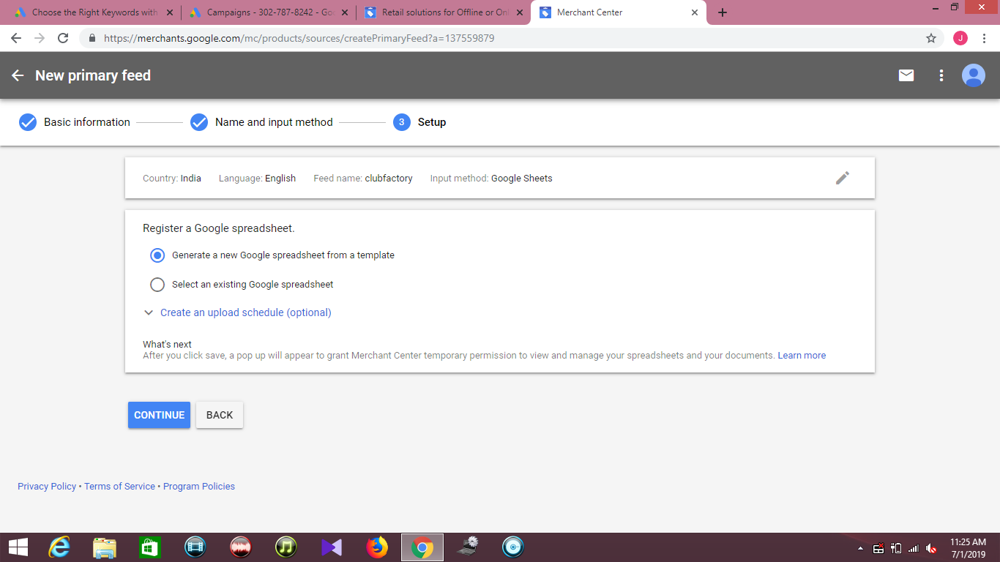 Choose the Right Keywords with
Campaigns - 302-787-8242 - Goo
Retail solutions for Offline or Onl
Merchant Center
https://merchants.google.com/mc/products/sources/createPrimaryFeed?a=137559879
J
New primary feed
Basic information
Name and input method
3 Setup
Country: India Language: English Feed name: clubfactory Input method: Google Sheets
Register a Google spreadsheet.
Generate a new Google spreadsheet from a template
Select an existing Google spreadsheet
Create an upload schedule (optional)
What's next
After you click save, a pop up will appear to grant Merchant Center temporary permission to view and manage your spreadsheets and your documents. Learn more
CONTINUE BACK
Privacy Policy • Terms of Service • Program Policies
11:25 AM
7/1/2019